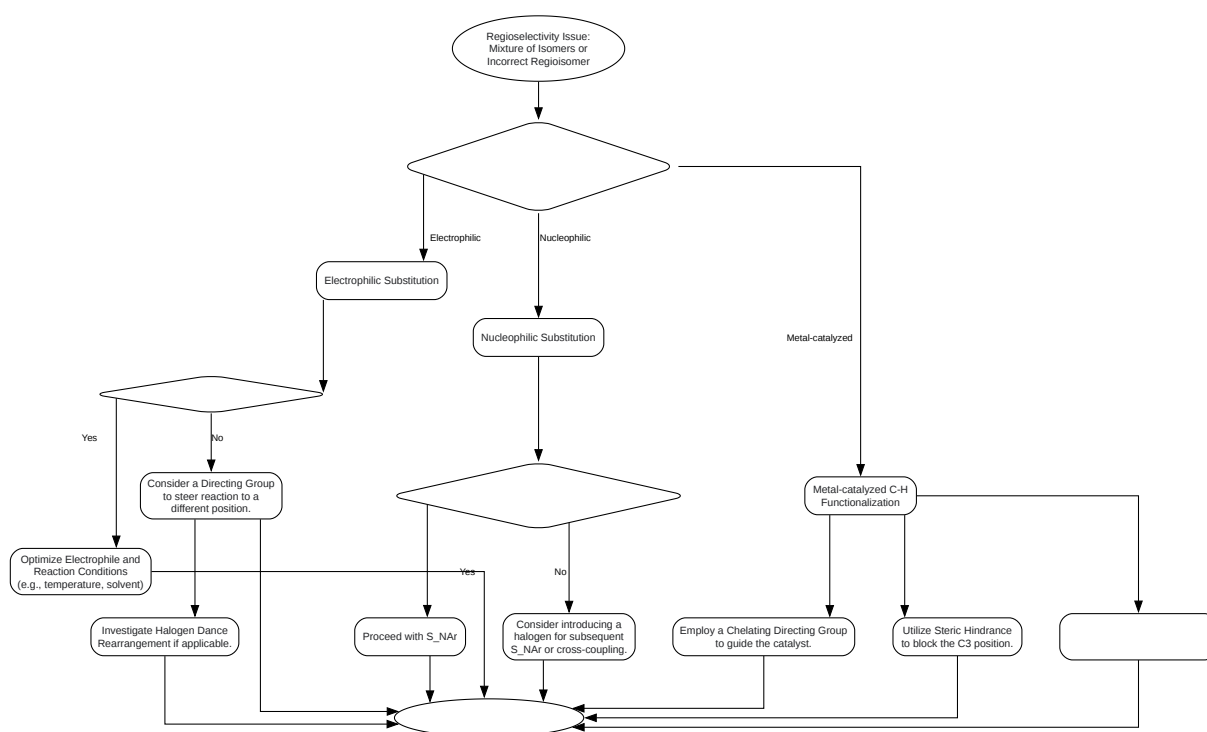 Regioselectivity Issue:
Mixture of Isomers or
Incorrect Regioisomer
Electrophilic
Nucleophilic
Electrophilic Substitution
Nucleophilic Substitution
Metal-catalyzed
Yes
No
Consider a Directing Group
to steer reaction to a
different position.
Metal-catalyzed C-H
Functionalization
Optimize Electrophile and
Reaction Conditions
(e.g., temperature, solvent)
Yes
No
Investigate Halogen Dance
Rearrangement if applicable.
Proceed with S_NAr
Consider introducing a
halogen for subsequent
S_NAr or cross-coupling.
Employ a Chelating Directing Group
to guide the catalyst.
Utilize Steric Hindrance
to block the C3 position.